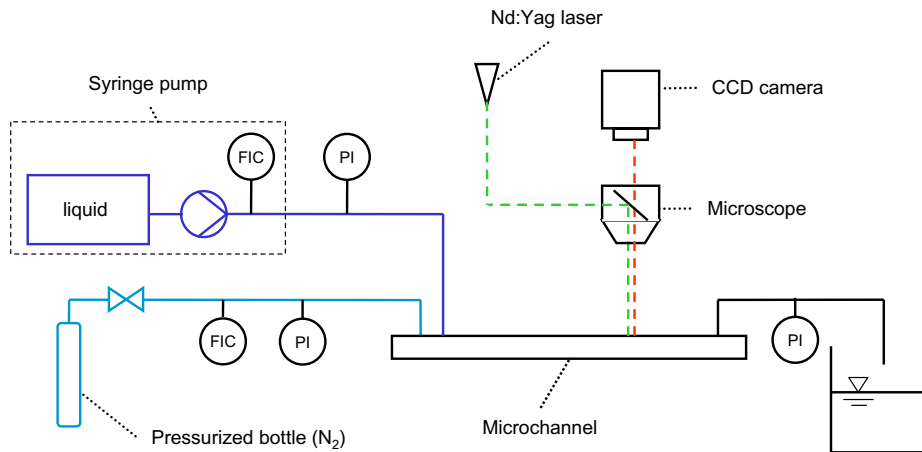 Nd:Yag laser
Syringe pump
CCD camera
FIC
PI
liquid
Microscope
FIC
PI
PI
Microchannel
Pressurized bottle (N₂)